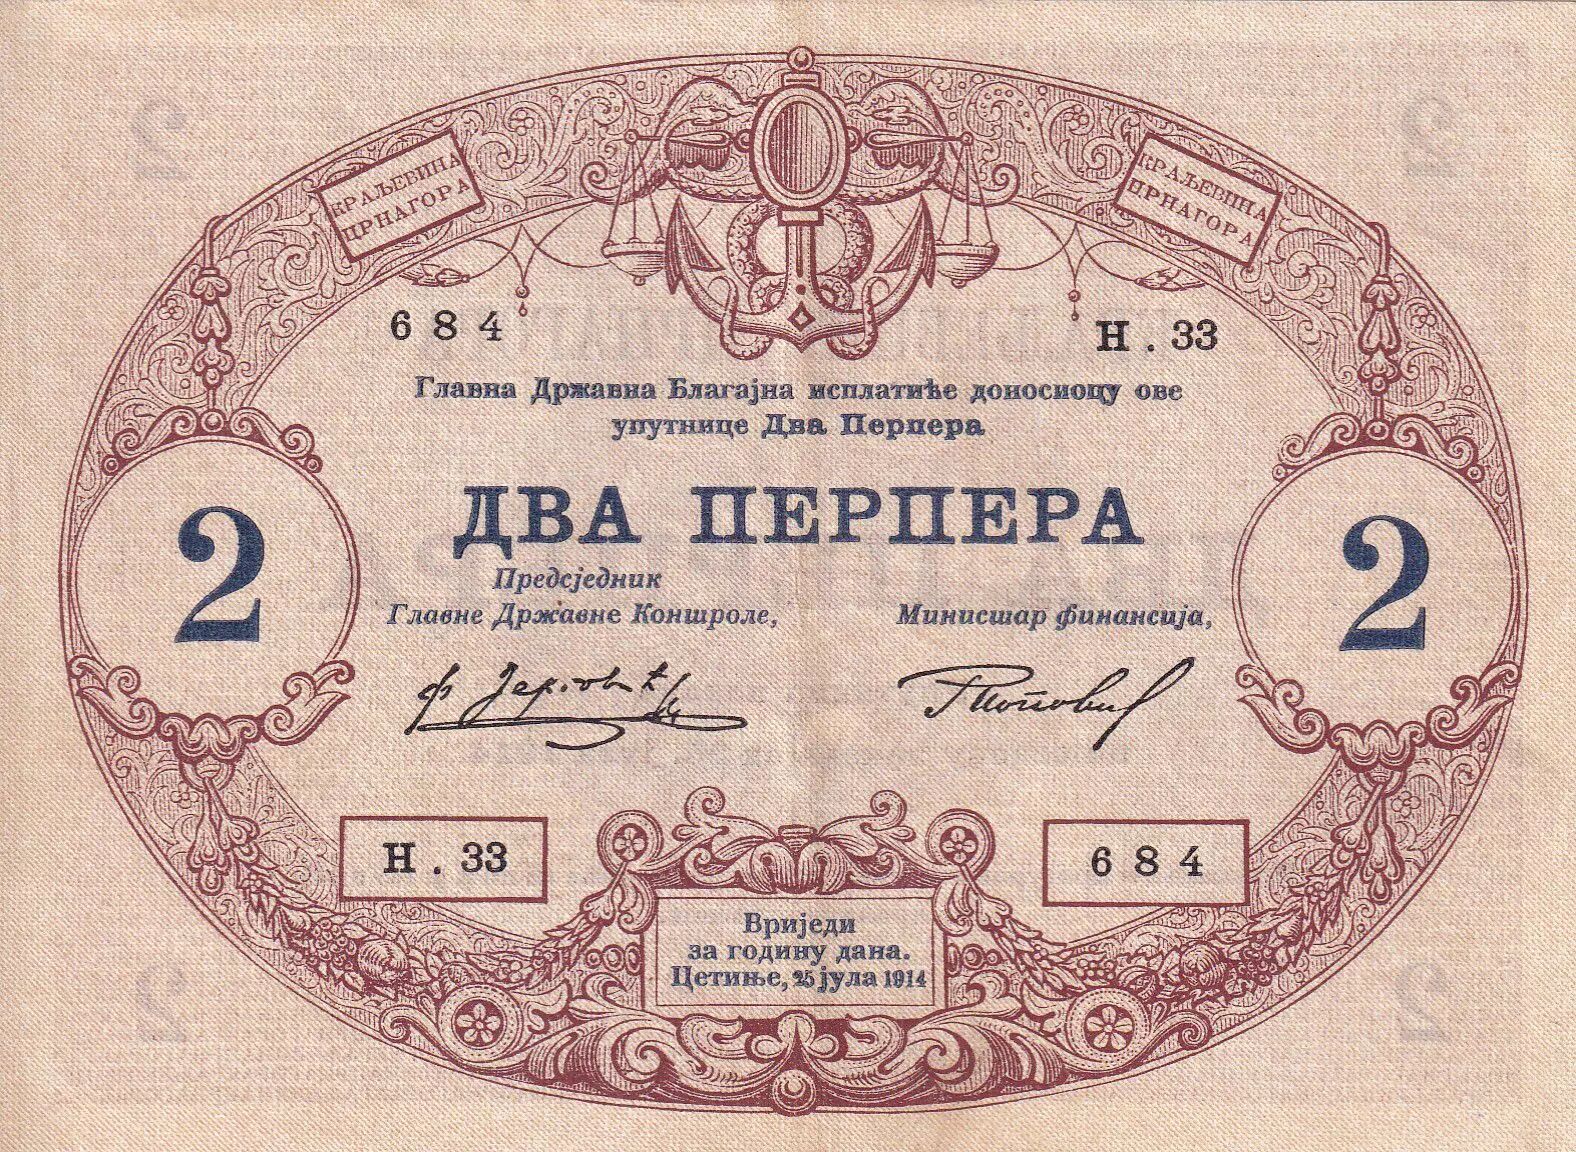 КРАЉЕВИНА
ЦРНАГОРА
КРАЉЕВИНА
ЦРНАГОРА
684
Н. 33
Главна Државна Благајна исплатиће доносиоцу ове
упутнице Два Перпера
ДВА ПЕРПЕРА
2
2
Предсједник
Главне Државне Контроле,
Министар финансија,
Н. 33
684
Вриједи
за годину дана.
Цетиње, 25 јула 1914